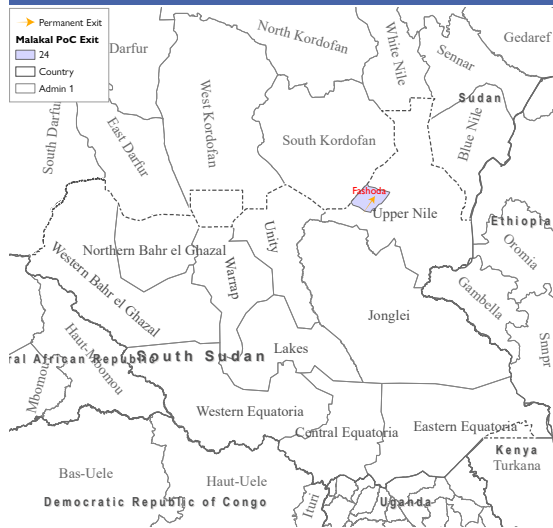 Permanent Exit
Malakal PoC Exit
24
Country
Admin 1
Darfur
North Kordofan
White Nile
Sennar
Gedaref
South Darfur
East Darfur
West Kordofan
South Kordofan
Sudan
Blue Nile
Fashoda
Upper Nile
Ethiopia
Oromia
Northern Bahr el Ghazal
Western Bahr el Ghazal
Warrap
Unity
Gambella
Snnpr
Jonglei
Lakes
ral African Republic
South Sudan
Haut-Mbomou
Mbomou
Western Equatoria
Central Equatoria
Eastern Equatoria
Kenya
Turkana
Bas-Uele
Haut-Uele
Democratic Republic of Congo
Ituri
Uganda